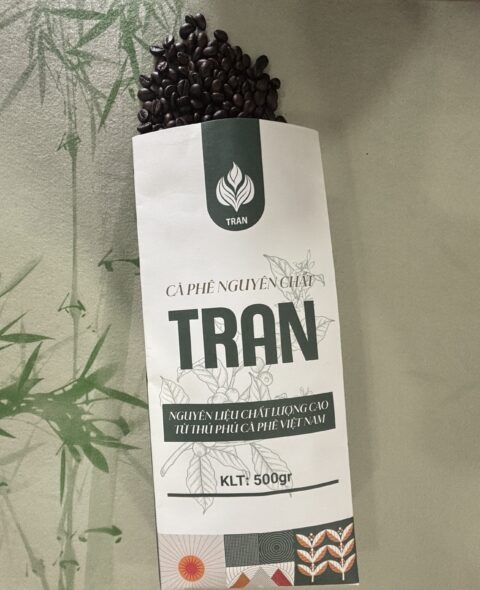 TRAN
CÀ PHÊ NGUYÊN CHẤT
TRAN
NGUYÊN LIỆU CHẤT LƯỢNG CAO
TỪ THỦ PHỦ CÀ PHÊ VIỆT NAM
KLT: 500gr